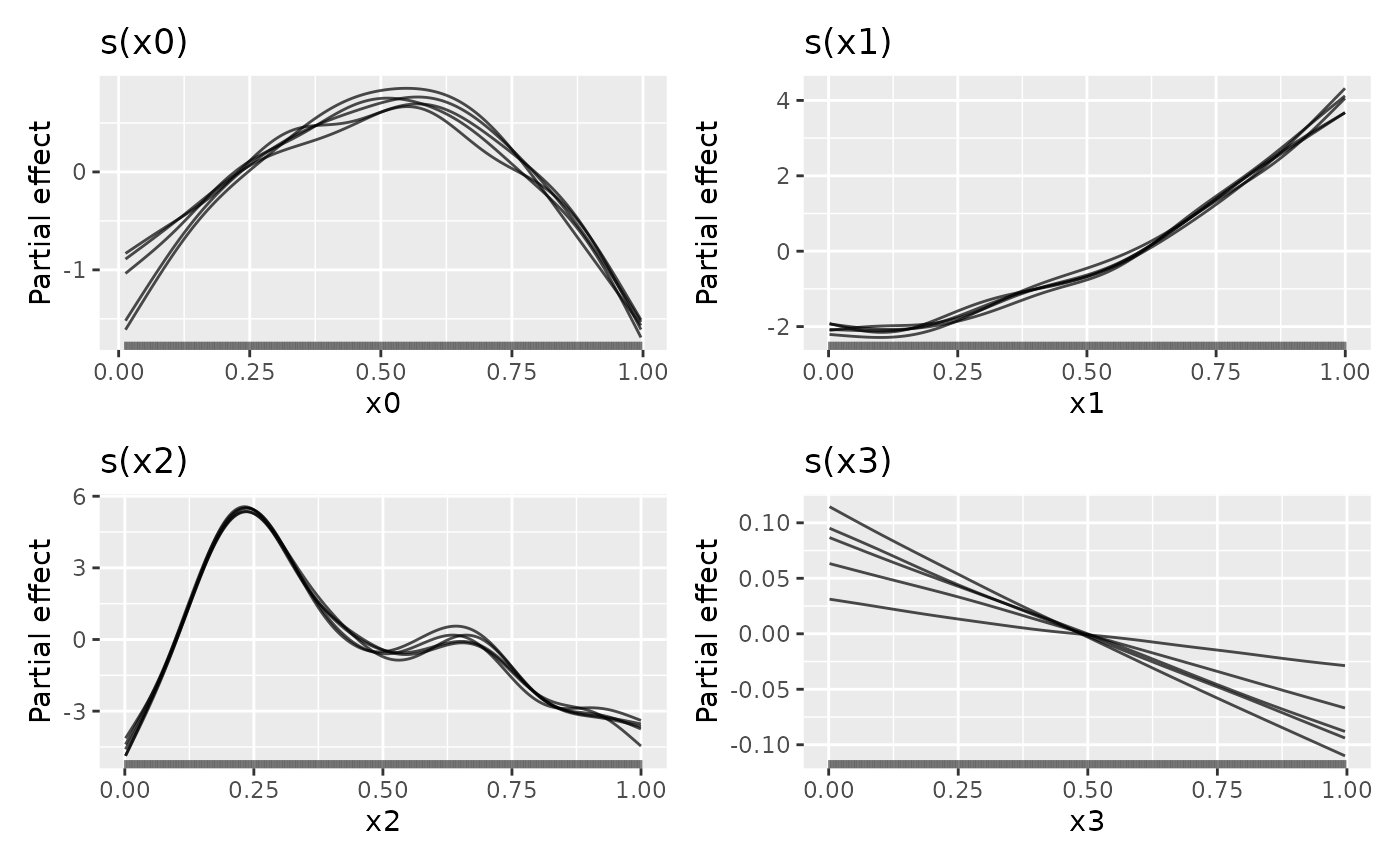 s(x0)
Partial effect
0
-1
0.00 0.25 0.50 0.75 1.00
x0
s(x1)
Partial effect
4
2
0
-2
0.00 0.25 0.50 0.75 1.00
x1
s(x2)
Partial effect
6
3
0
-3
0.00 0.25 0.50 0.75 1.00
x2
s(x3)
Partial effect
0.10
0.05
0.00
-0.05
-0.10
0.00 0.25 0.50 0.75 1.00
x3